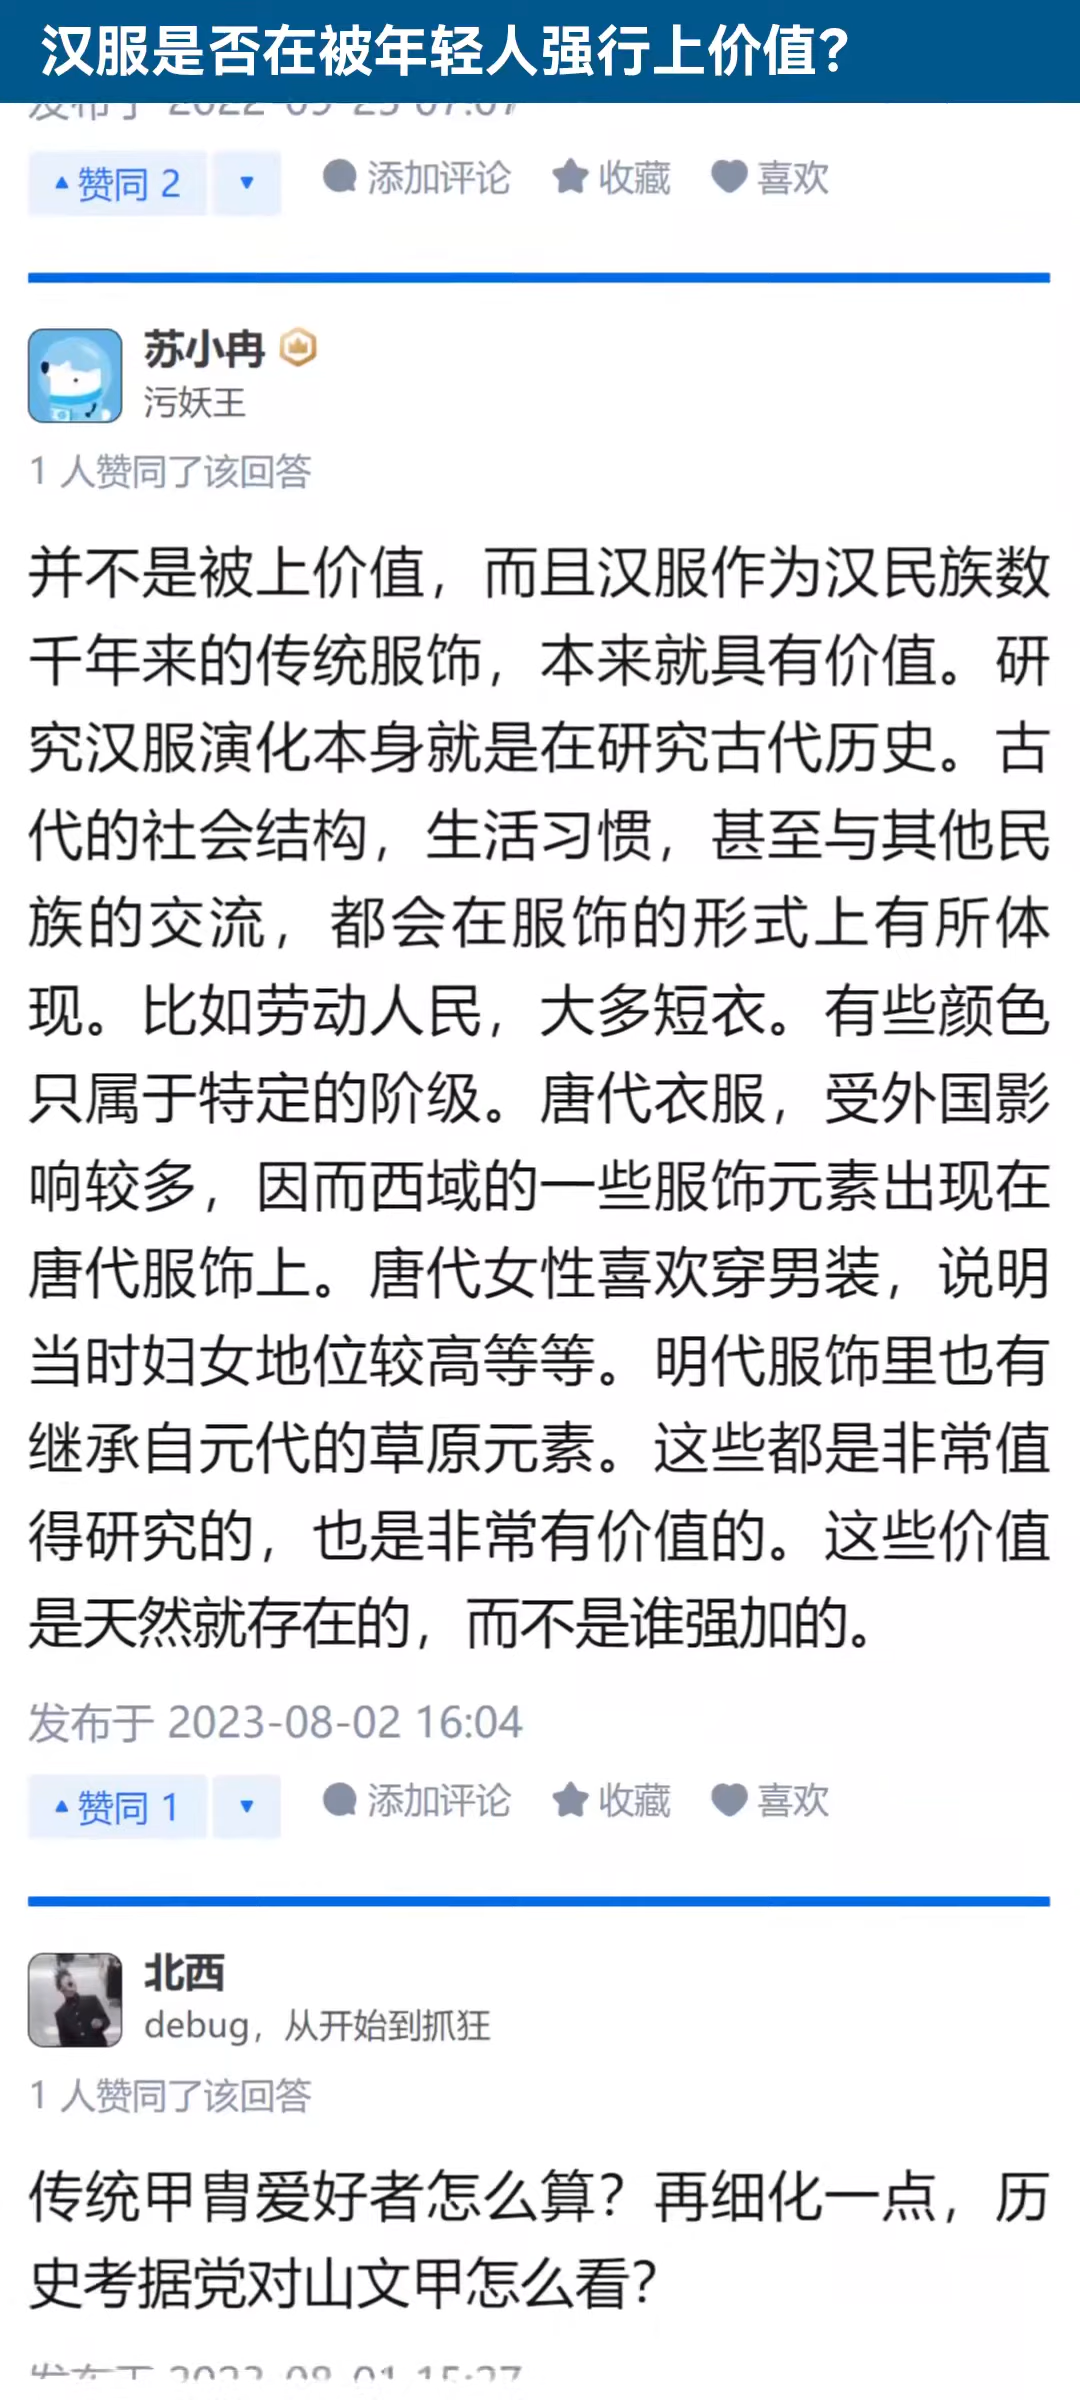 汉服是否在被年轻人强行上价值?
发布于 2022-09-25 07:07
赞同 2 添加评论 收藏 喜欢
苏小冉
污妖王
1 人赞同了该回答
并不是被上价值，而且汉服作为汉民族数
千年来的传统服饰，本来就具有价值。研
究汉服演化本身就是在研究古代历史。古
代的社会结构，生活习惯，甚至与其他民
族的交流，都会在服饰的形式上有所体
现。比如劳动人民，大多短衣。有些颜色
只属于特定的阶级。唐代衣服，受外国影
响较多，因而西域的一些服饰元素出现在
唐代服饰上。唐代女性喜欢穿男装，说明
当时妇女地位较高等等。明代服饰里也有
继承自元代的草原元素。这些都是非常值
得研究的，也是非常有价值的。这些价值
是天然就存在的，而不是谁强加的。
发布于 2023-08-02 16:04
赞同 1 添加评论 收藏 喜欢
北西
debug，从开始到抓狂
1 人赞同了该回答
传统甲胄爱好者怎么算？再细化一点，历
史考据党对山文甲怎么看？
发布于 2023-08-01 15:27